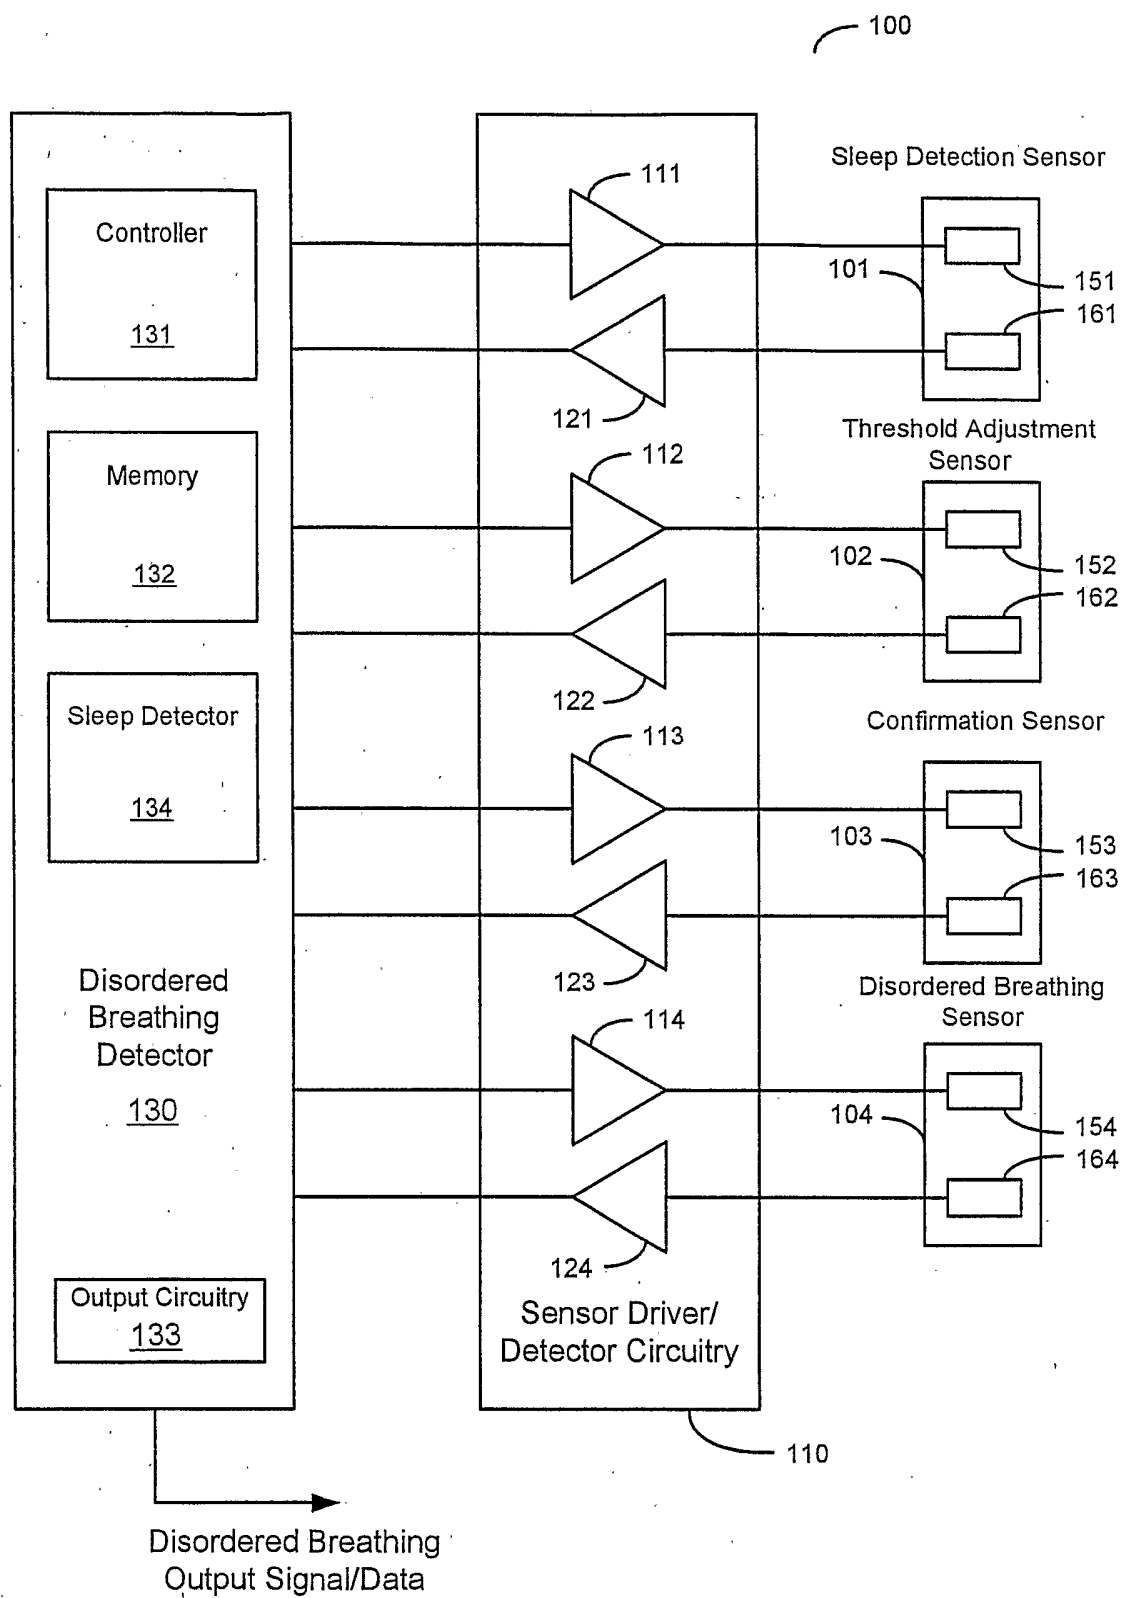 100
Sleep Detection Sensor
111
Controller
131
101
151
161
121
Threshold Adjustment
Sensor
112
Memory
132
102
152
162
122
Confirmation Sensor
Sleep Detector
134
113
103
153
163
123
Disordered Breathing
Sensor
Disordered
Breathing
Detector
130
114
104
154
164
124
Output Circuitry
133
Sensor Driver/
Detector Circuitry
110
Disordered Breathing
Output Signal/Data